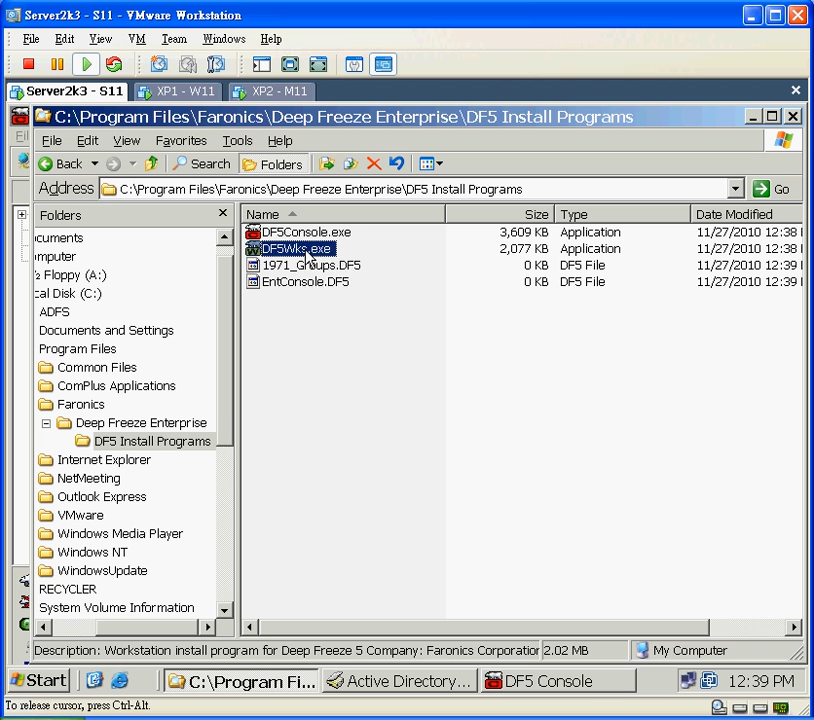 Server2k3 - S11 - VMware Workstation
File Edit View VM Team Windows Help
Server2k3 - S11 XP1 - W11 XP2 - M11
C:\Program Files\Faronics\Deep Freeze Enterprise\DF5 Install Programs
File Edit View Favorites Tools Help
Back Search Folders
Address C:\Program Files\Faronics\Deep Freeze Enterprise\DF5 Install Programs Go
Folders Name Size Type Date Modified
DF5Console.exe 3,609 KB Application 11/27/2010 12:38
DF5Wks.exe 2,077 KB Application 11/27/2010 12:38
1971_Groups.DF5 0 KB DF5 File 11/27/2010 12:39
EntConsole.DF5 0 KB DF5 File 11/27/2010 12:39
cuments
mputer
½ Floppy (A:)
cal Disk (C:)
ADFS
Documents and Settings
Program Files
Common Files
ComPlus Applications
Faronics
Deep Freeze Enterprise
DF5 Install Programs
Internet Explorer
NetMeeting
Outlook Express
VMware
Windows Media Player
Windows NT
WindowsUpdate
RECYCLER
System Volume Information
Description: Workstation install program for Deep Freeze 5 Company: Faronics Corporation 2.02 MB My Computer
Start C:\Program Fi... Active Directory... DF5 Console 12:39 PM
To release cursor, press Ctrl-Alt.